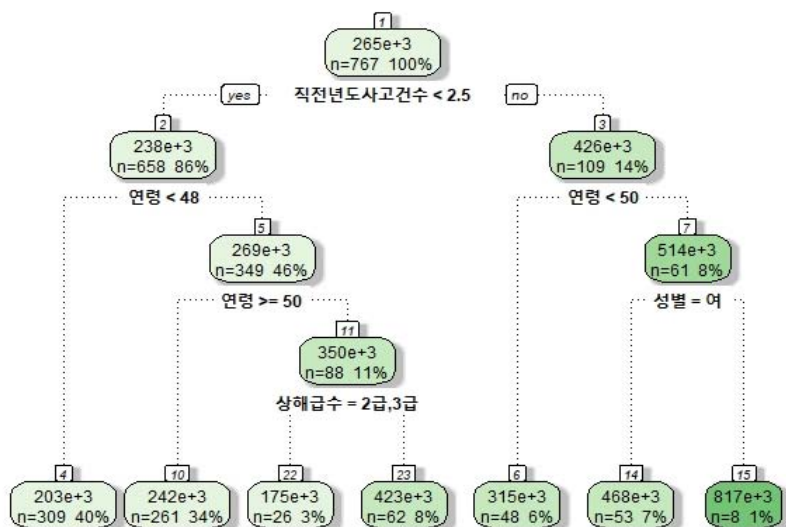 1
265e+3
n=767 100%
yes 직전년도사고건수 < 2.5 no
2
238e+3
n=658 86%
3
426e+3
n=109 14%
연령 < 48
연령 < 50
5
269e+3
n=349 46%
7
514e+3
n=61 8%
연령 >= 50
성별 = 여
11
350e+3
n=88 11%
상해급수 = 2급,3급
4
203e+3
n=309 40%
10
242e+3
n=261 34%
22
175e+3
n=26 3%
23
423e+3
n=62 8%
6
315e+3
n=48 6%
14
468e+3
n=53 7%
15
817e+3
n=8 1%